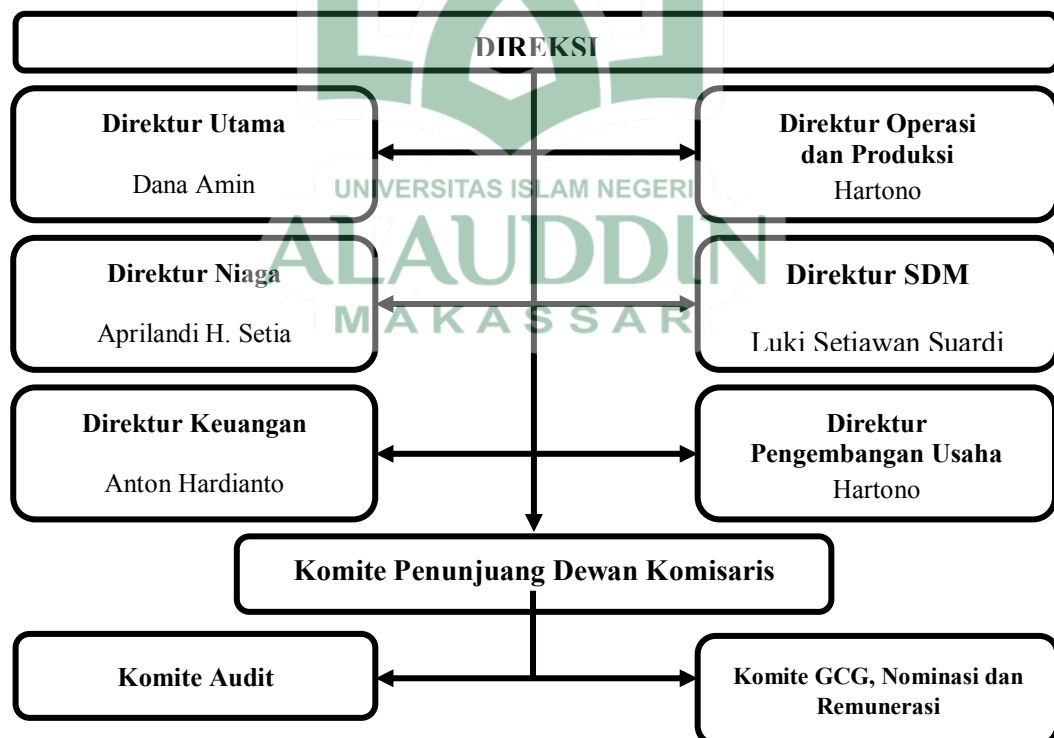 DIREKSI
Direktur Utama
Dana Amin
Direktur Operasi
dan Produksi
Hartono
UNIVERSITAS ISLAM NEGERI
ALAUDDIN
MAKASSAR
Direktur Niaga
Aprilandi H. Setia
Direktur SDM
Luki Setiawan Suardi
Direktur Keuangan
Anton Hardianto
Direktur
Pengembangan Usaha
Hartono
Komite Penunjuang Dewan Komisaris
Komite Audit
Komite GCG, Nominasi dan
Remunerasi